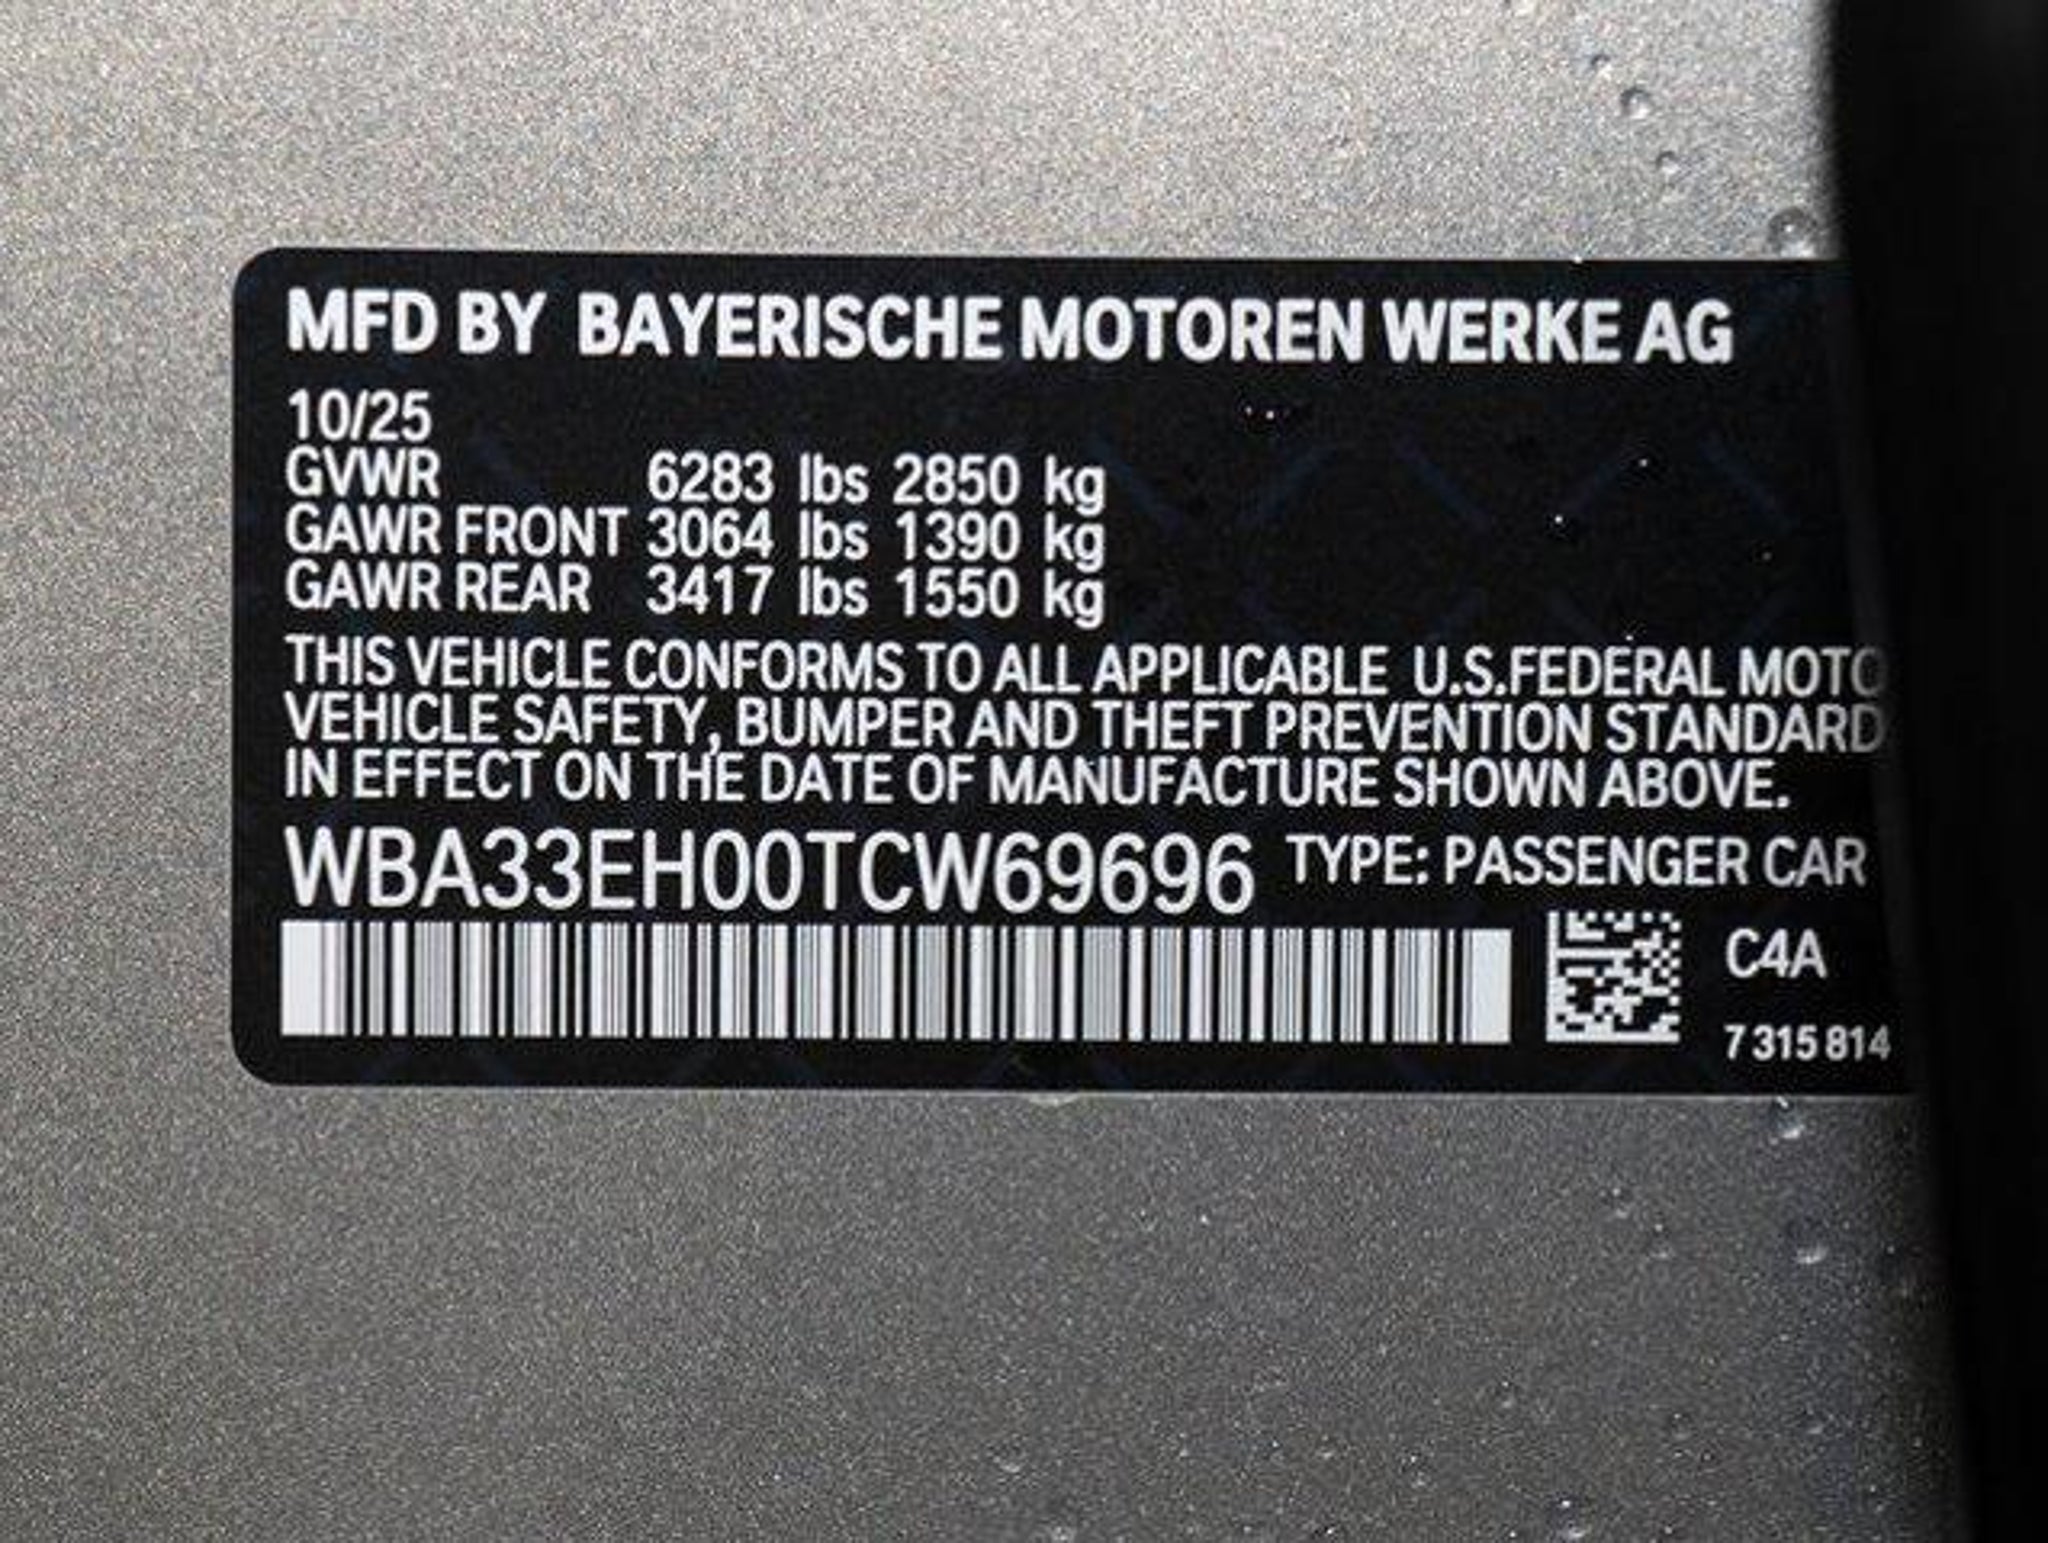 MFD BY BAYERISCHE MOTOREN WERKE AG
10/25
GVWR 6283 lbs 2850 kg
GAWR FRONT 3064 lbs 1390 kg
GAWR REAR 3417 lbs 1550 kg
THIS VEHICLE CONFORMS TO ALL APPLICABLE U.S.FEDERAL MOTO
VEHICLE SAFETY, BUMPER AND THEFT PREVENTION STANDARD
IN EFFECT ON THE DATE OF MANUFACTURE SHOWN ABOVE.
WBA33EH00TCW69696 TYPE: PASSENGER CAR
C4A
7 315 814